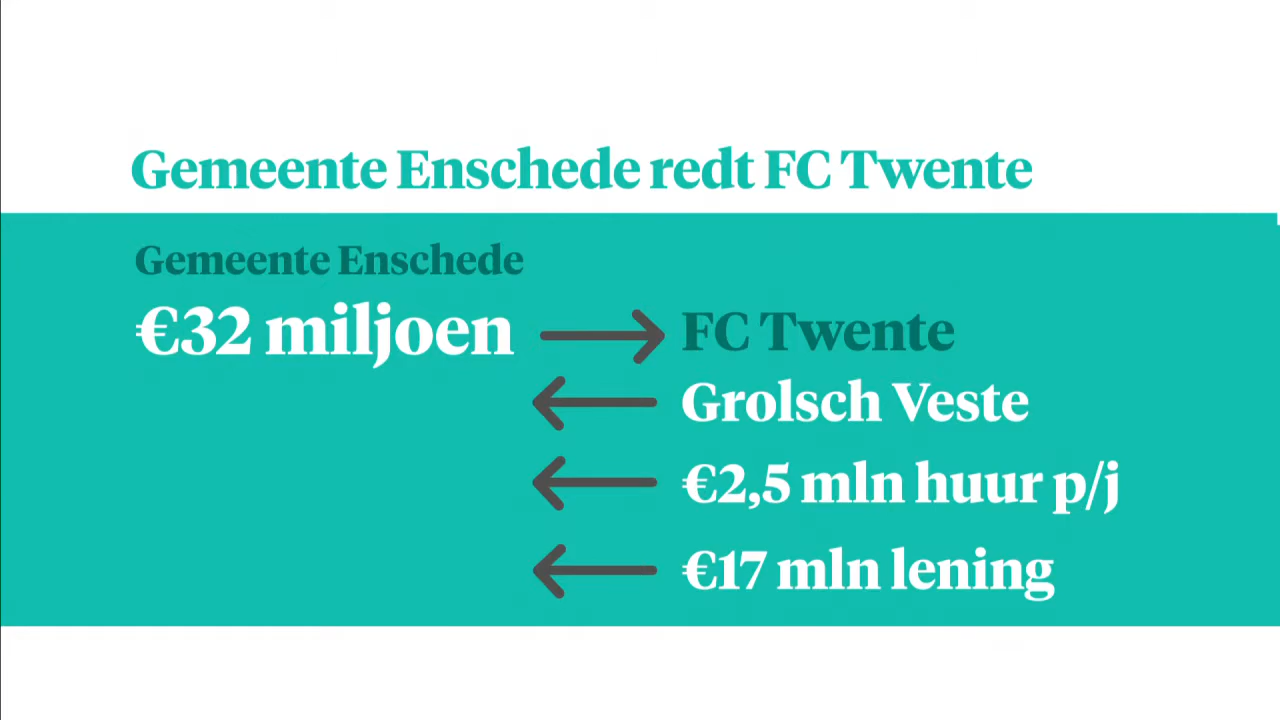 Gemeente Enschede redt FC Twente
Gemeente Enschede
€32 miljoen
FC Twente
Grolsch Veste
€2,5 mln huur p/j
€17 mln lening